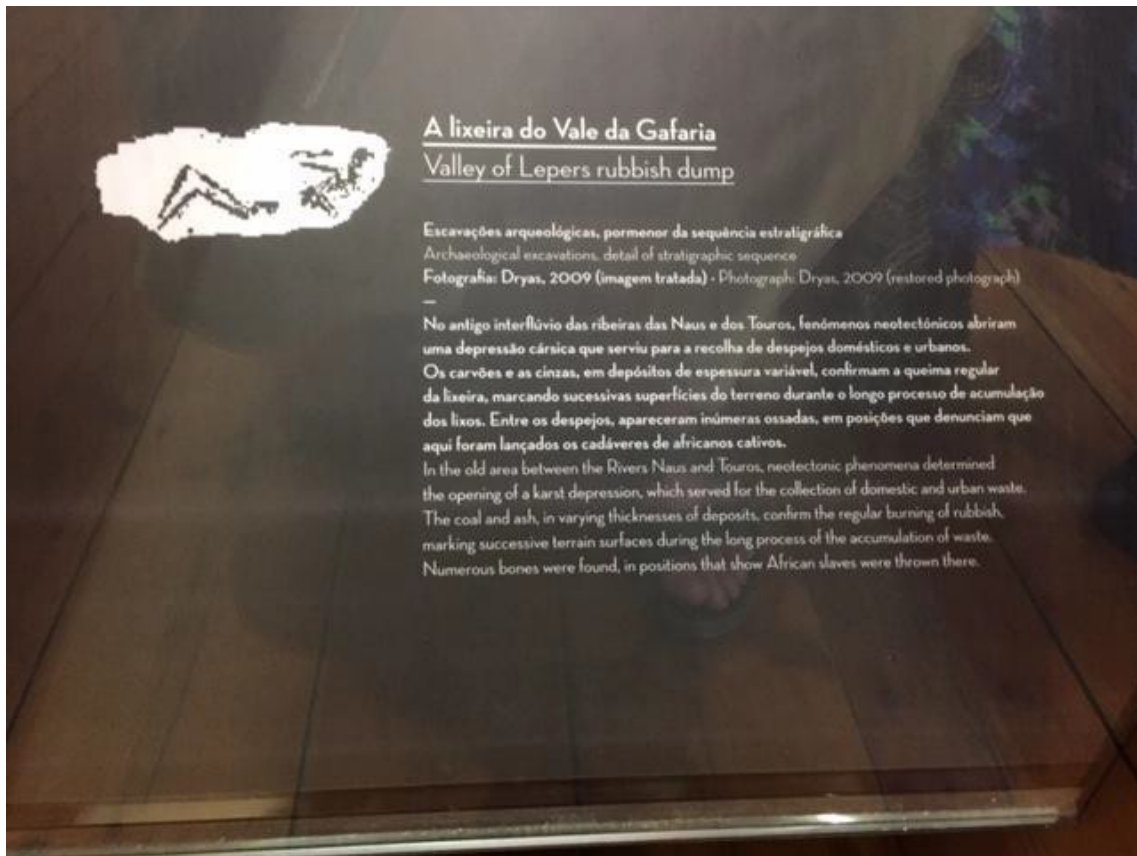 A lixeira do Vale da Gafaria
Valley of Lepers rubbish dump
Escavações arqueológicas, pormenor da sequência estratigráfica
Archaeological excavations, detail of stratigraphic sequence
Fotografia: Dryas, 2009 (imagem tratada) - Photograph: Dryas, 2009 (restored photograph)
—
No antigo interflúvio das ribeiras das Naus e dos Touros, fenómenos neotectónicos abriram
uma depressão cársica que serviu para a recolha de despejos domésticos e urbanos.
Os carvões e as cinzas, em depósitos de espessura variável, confirmam a queima regular
da lixeira, marcando sucessivas superfícies do terreno durante o longo processo de acumulação
dos lixos. Entre os despejos, apareceram inúmeras ossadas, em posições que denunciam que
aqui foram lançados os cadáveres de africanos cativos.
In the old area between the Rivers Naus and Touros, neotectonic phenomena determined
the opening of a karst depression, which served for the collection of domestic and urban waste.
The coal and ash, in varying thicknesses of deposits, confirm the regular burning of rubbish,
marking successive terrain surfaces during the long process of the accumulation of waste.
Numerous bones were found, in positions that show African slaves were thrown there.